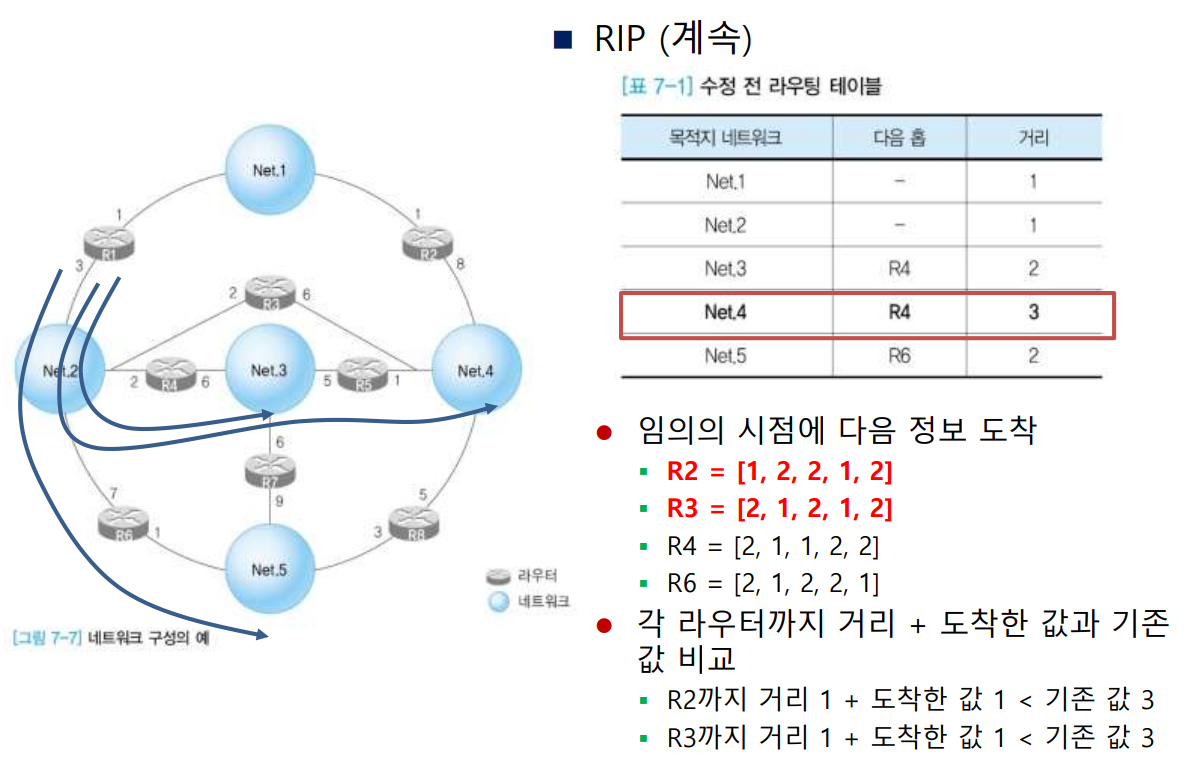 ■ RIP (계속)
[표 7-1] 수정 전 라우팅 테이블
목적지 네트워크 다음 홉 거리
Net.1 – 1
Net.2 – 1
Net.3 R4 2
Net.4 R4 3
Net.5 R6 2
● 임의의 시점에 다음 정보 도착
▪ R2 = [1, 2, 2, 1, 2]
▪ R3 = [2, 1, 2, 1, 2]
▪ R4 = [2, 1, 1, 2, 2]
▪ R6 = [2, 1, 2, 2, 1]
● 각 라우터까지 거리 + 도착한 값과 기존
값 비교
▪ R2까지 거리 1 + 도착한 값 1 < 기존 값 3
▪ R3까지 거리 1 + 도착한 값 1 < 기존 값 3
Net.1
1 1
R1 R2
3 8
2 R3 6
Net.2 2 R4 6 Net.3 5 R5 1 Net.4
6
R7
9
7 5
R6 1 3 R8
Net.5
라우터
네트워크
[그림 7-7] 네트워크 구성의 예